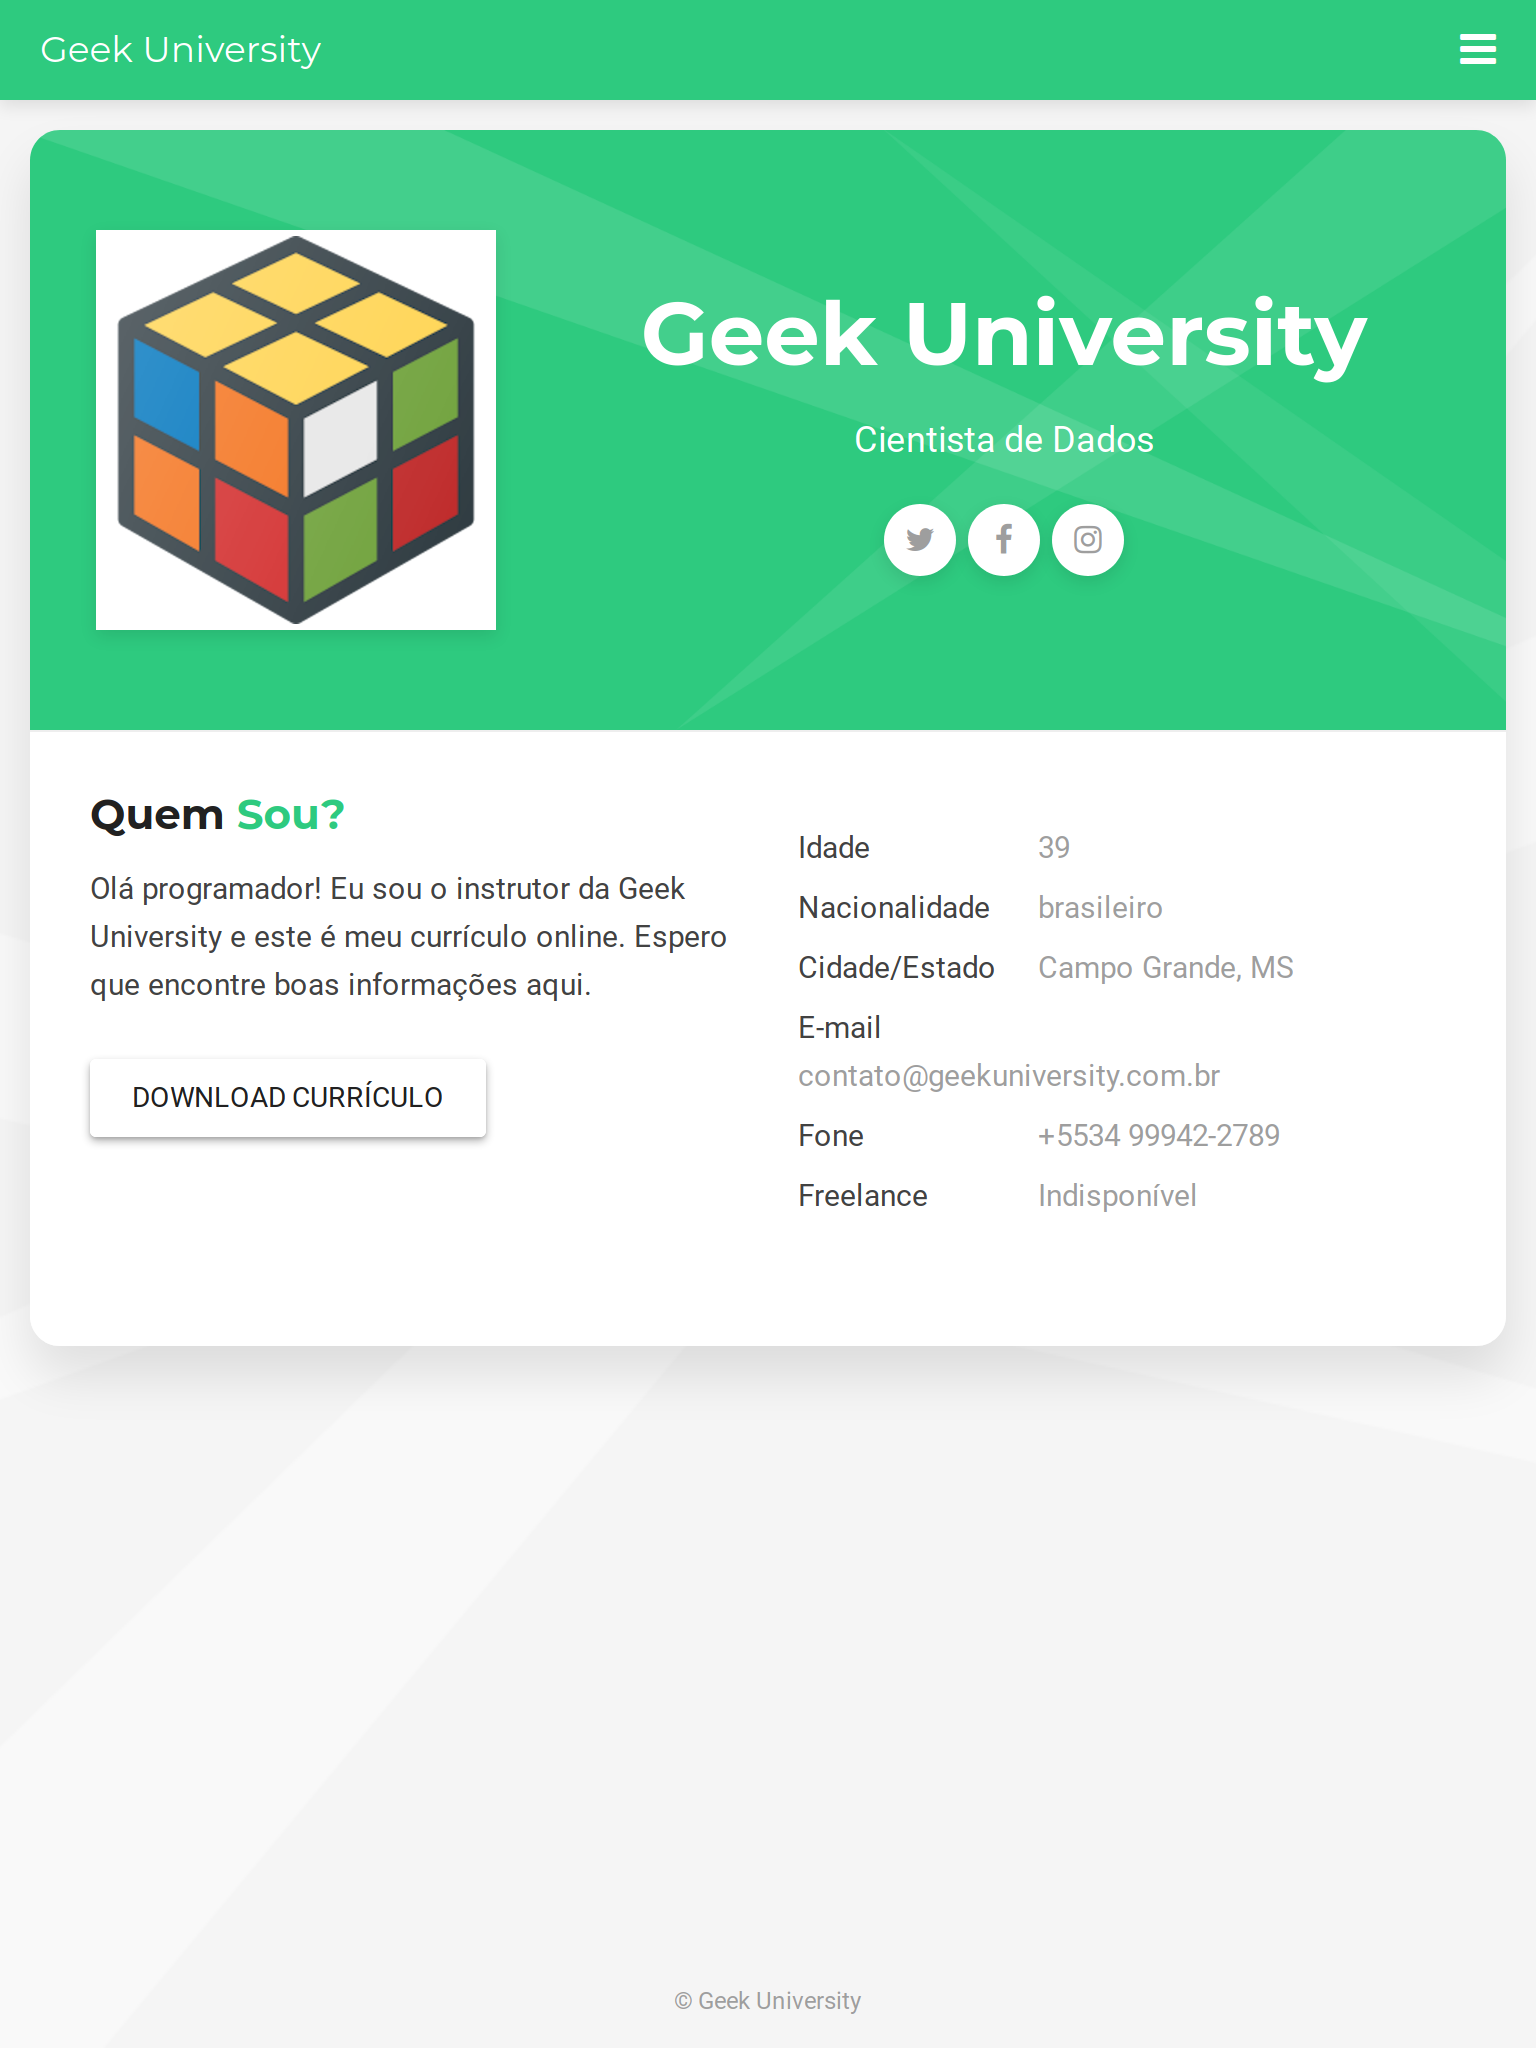 Geek University
Geek University
Cientista de Dados
Quem Sou?
Olá programador! Eu sou o instrutor da Geek
University e este é meu currículo online. Espero
que encontre boas informações aqui.
DOWNLOAD CURRÍCULO
Idade 39
Nacionalidade brasileiro
Cidade/Estado Campo Grande, MS
E-mail
contato@geekuniversity.com.br
Fone +5534 99942-2789
Freelance Indisponível
© Geek University